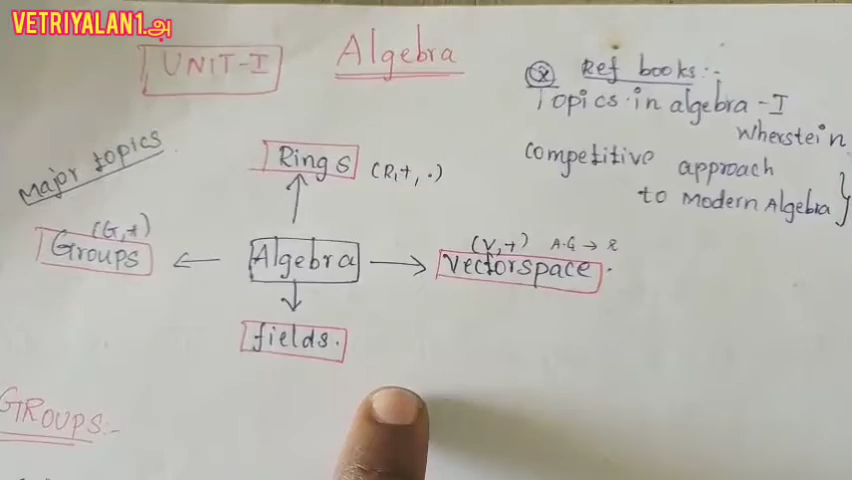 VETRIYALAN1.அ
UNIT-I
Algebra
Ref books:-
Topics in algebra-I
Wherstein
competitive approach
to Modern Algebra
Major topics
Rings (R,+,.)
(G,+)
Groups
Algebra
(V,+) A.G → R
Vectorspace.
fields.
GROUPS:-